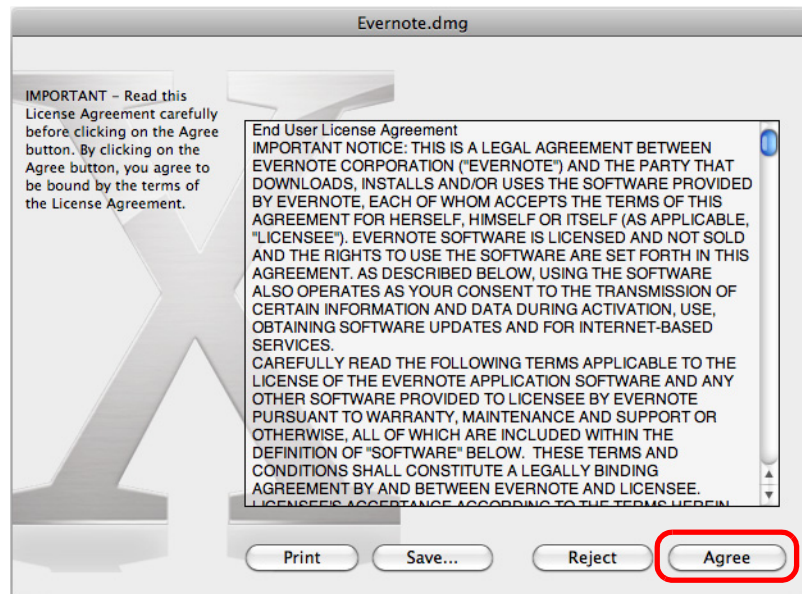 Evernote.dmg
IMPORTANT – Read this
License Agreement carefully
before clicking on the Agree
button. By clicking on the
Agree button, you agree to
be bound by the terms of
the License Agreement.
End User License Agreement
IMPORTANT NOTICE: THIS IS A LEGAL AGREEMENT BETWEEN
EVERNOTE CORPORATION ("EVERNOTE") AND THE PARTY THAT
DOWNLOADS, INSTALLS AND/OR USES THE SOFTWARE PROVIDED
BY EVERNOTE, EACH OF WHOM ACCEPTS THE TERMS OF THIS
AGREEMENT FOR HERSELF, HIMSELF OR ITSELF (AS APPLICABLE,
"LICENSEE"). EVERNOTE SOFTWARE IS LICENSED AND NOT SOLD
AND THE RIGHTS TO USE THE SOFTWARE ARE SET FORTH IN THIS
AGREEMENT. AS DESCRIBED BELOW, USING THE SOFTWARE
ALSO OPERATES AS YOUR CONSENT TO THE TRANSMISSION OF
CERTAIN INFORMATION AND DATA DURING ACTIVATION, USE,
OBTAINING SOFTWARE UPDATES AND FOR INTERNET-BASED
SERVICES.
CAREFULLY READ THE FOLLOWING TERMS APPLICABLE TO THE
LICENSE OF THE EVERNOTE APPLICATION SOFTWARE AND ANY
OTHER SOFTWARE PROVIDED TO LICENSEE BY EVERNOTE
PURSUANT TO WARRANTY, MAINTENANCE AND SUPPORT OR
OTHERWISE, ALL OF WHICH ARE INCLUDED WITHIN THE
DEFINITION OF "SOFTWARE" BELOW.  THESE TERMS AND
CONDITIONS SHALL CONSTITUTE A LEGALLY BINDING
AGREEMENT BY AND BETWEEN EVERNOTE AND LICENSEE.
LICENSEE'S ACCEPTANCE ACCORDING TO THE TERMS HEREIN
Print
Save...
Reject
Agree